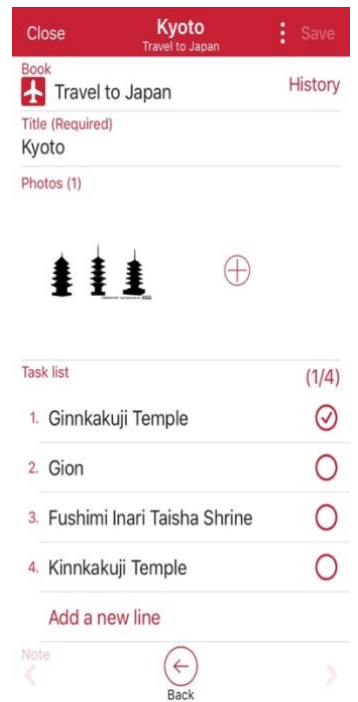 Close Kyoto Save
Travel to Japan
Book
Travel to Japan History
Title (Required)
Kyoto
Photos (1)
Task list (1/4)
1. Ginnkakuji Temple
2. Gion
3. Fushimi Inari Taisha Shrine
4. Kinnkakuji Temple
Add a new line
Note
Back